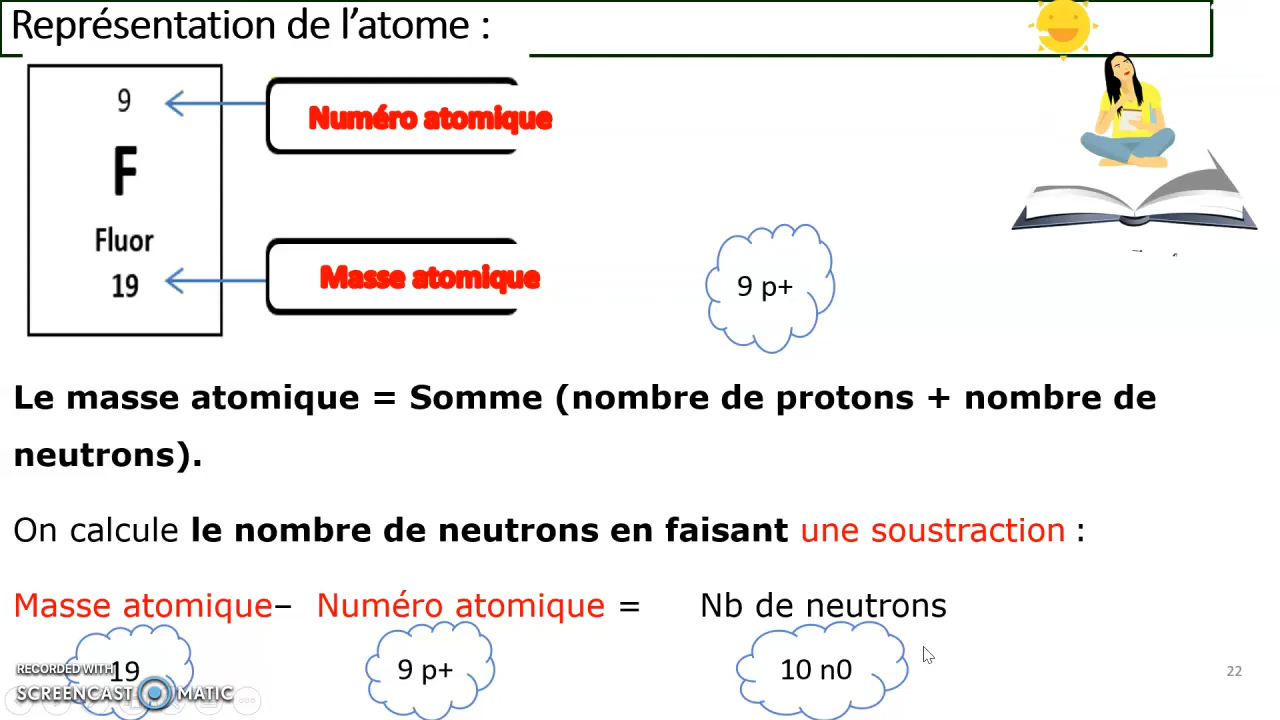 Représentation de l’atome :
9
Numéro atomique
F
Fluor
Masse atomique
19
9 p+
Le masse atomique = Somme (nombre de protons + nombre de
neutrons).
On calcule le nombre de neutrons en faisant une soustraction :
Masse atomique– Numéro atomique = Nb de neutrons
19
9 p+
10 n0
RECORDED WITH
SCREENCAST MATIC
22